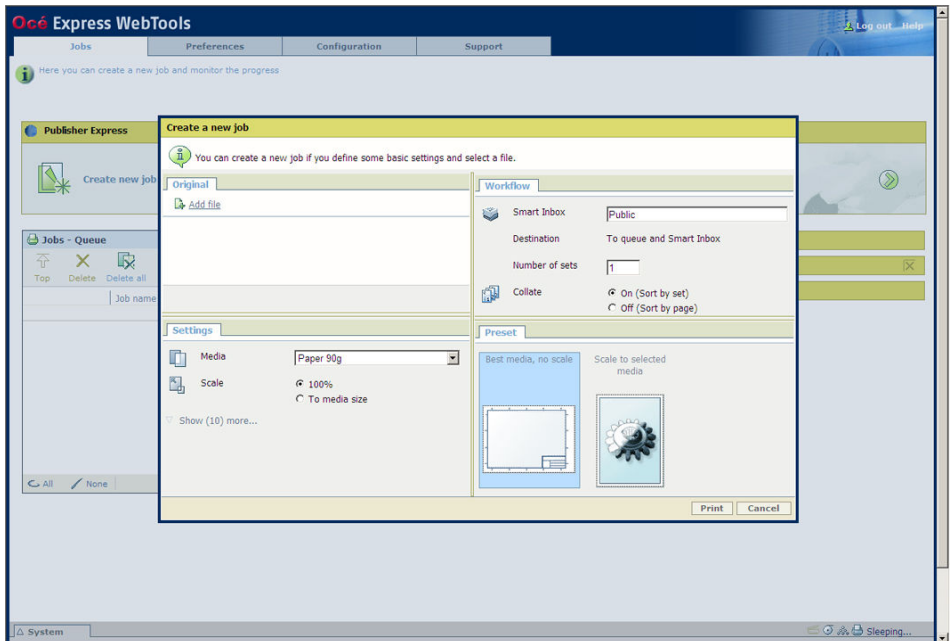 Océ Express WebTools
Log out Help
Jobs Preferences Configuration Support
Here you can create a new job and monitor the progress
Publisher Express
Create new job
Jobs - Queue
Top Delete Delete all
Job name
All None
Create a new job
You can create a new job if you define some basic settings and select a file.
Original
Add file
Workflow
Smart Inbox Public
Destination To queue and Smart Inbox
Number of sets 1
Collate On (Sort by set)
Off (Sort by page)
Settings
Media Paper 90g
Scale 100%
To media size
Show (10) more...
Preset
Best media, no scale Scale to selected
media
Print Cancel
System Sleeping...